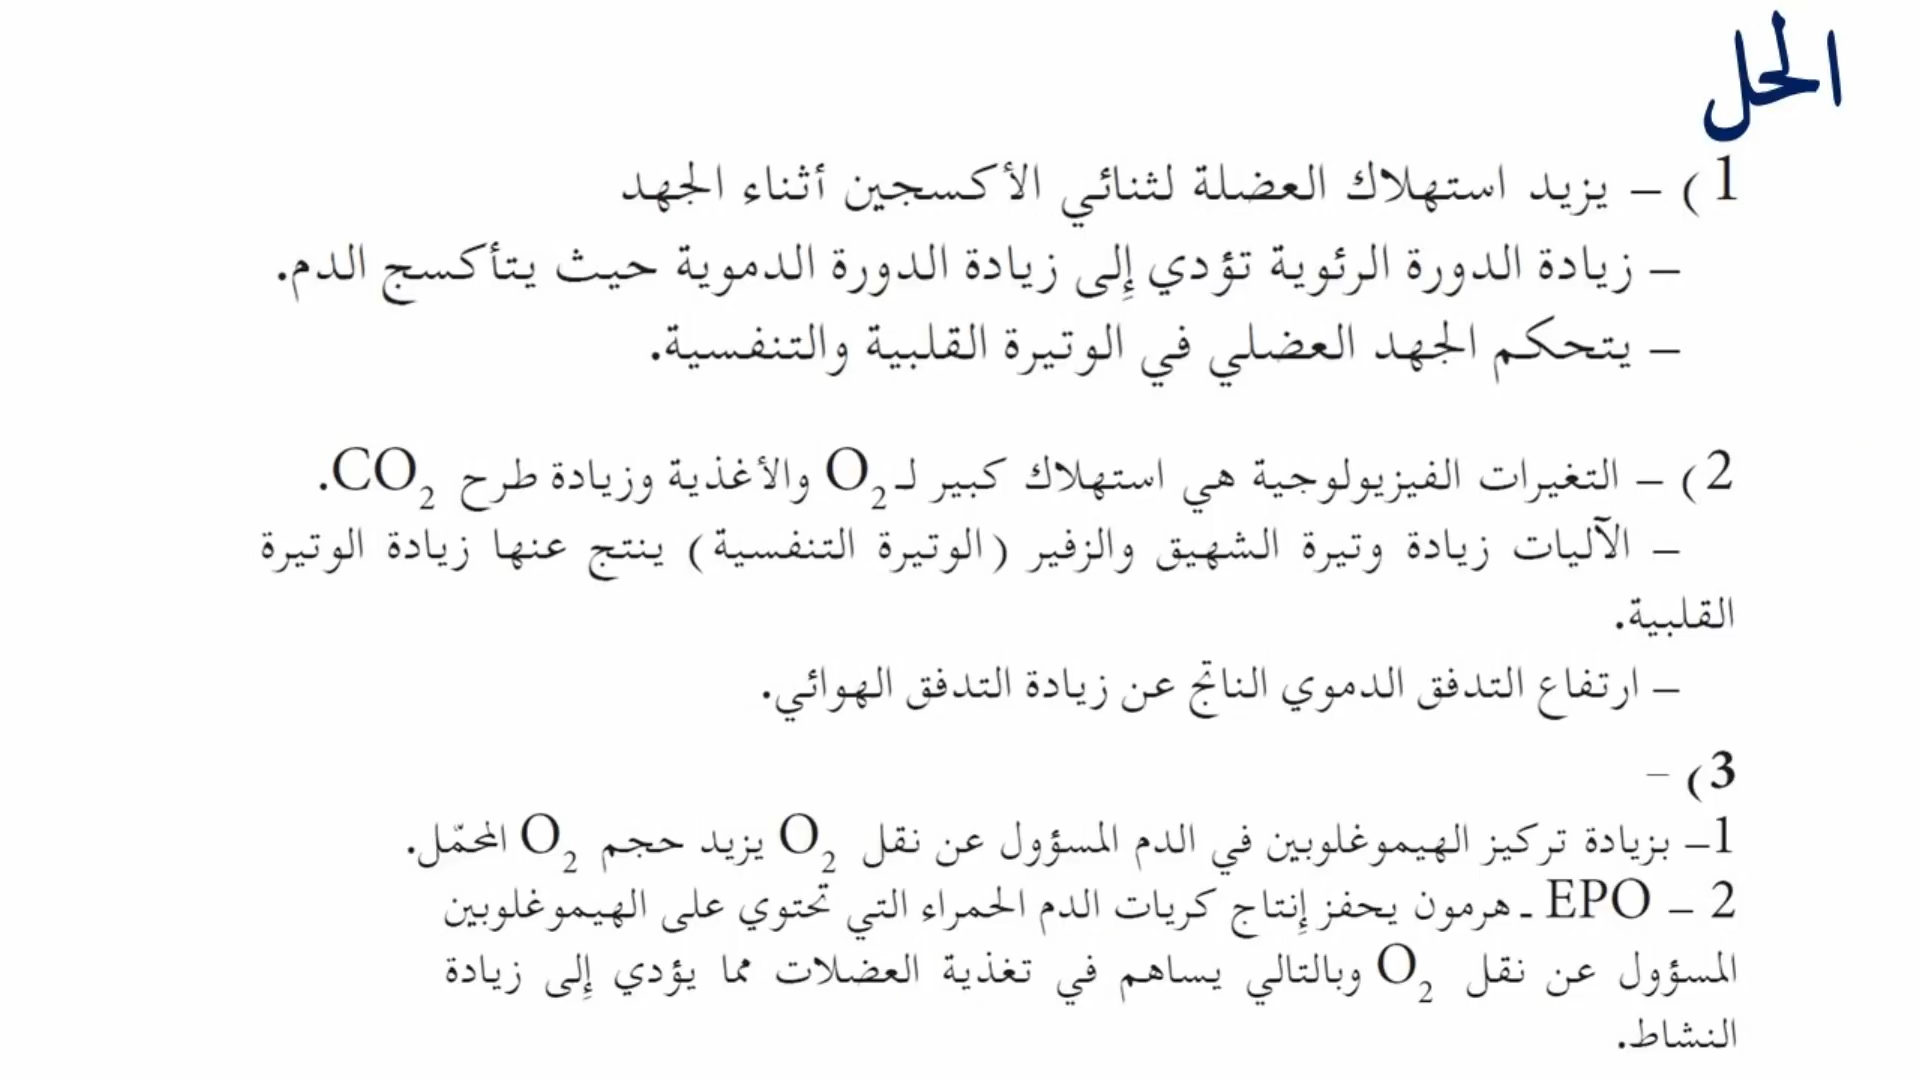 الحل
1) – يزيد استهلاك العضلة لثنائي الأكسجين أثناء الجهد
– زيادة الدورة الرئوية تؤدي إلى زيادة الدورة الدموية حيث يتأكسج الدم.
– يتحكم الجهد العضلي في الوتيرة القلبية والتنفسية.
2) – التغيرات الفيزيولوجية هي استهلاك كبير لـ O₂ والأغذية وزيادة طرح CO₂.
– الآليات زيادة وتيرة الشهيق والزفير (الوتيرة التنفسية) ينتج عنها زيادة الوتيرة
القلبية.
– ارتفاع التدفق الدموي الناتج عن زيادة التدفق الهوائي.
3) –
1– بزيادة تركيز الهيموغلوبين في الدم المسؤول عن نقل O₂ يزيد حجم O₂ المحمّل.
2 – EPO ـ هرمون يحفز إنتاج كريات الدم الحمراء التي تحتوي على الهيموغلوبين
المسؤول عن نقل O₂ وبالتالي يساهم في تغذية العضلات مما يؤدي إلى زيادة
النشاط.